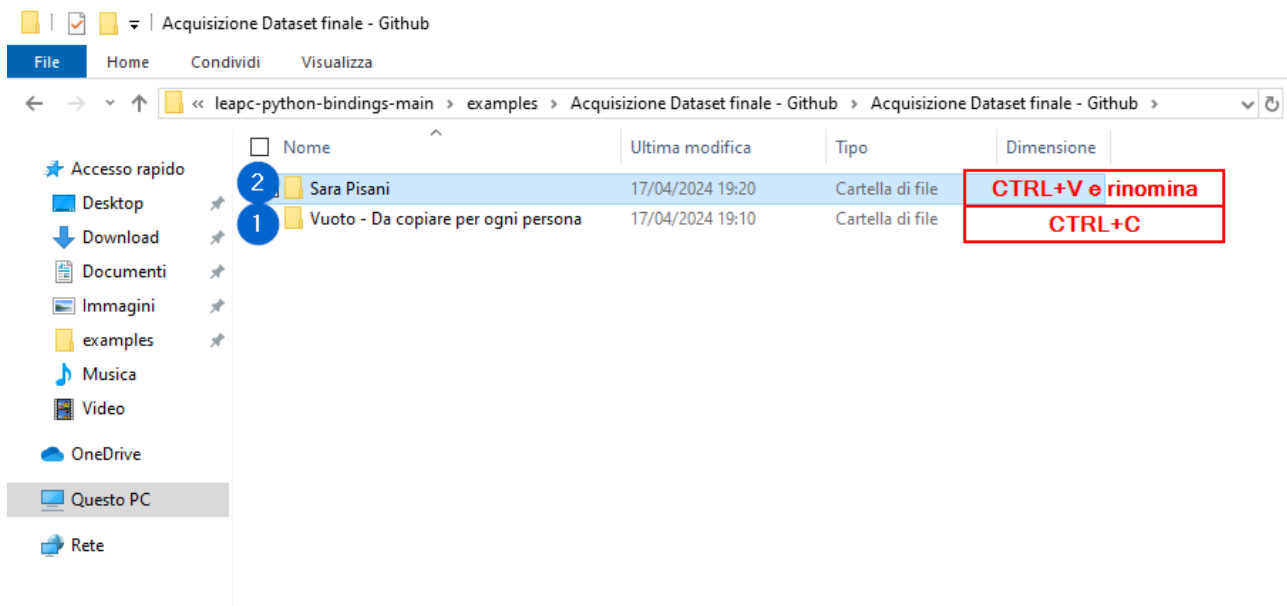 Acquisizione Dataset finale - Github
File Home Condividi Visualizza
« leapc-python-bindings-main › examples › Acquisizione Dataset finale - Github › Acquisizione Dataset finale - Github ›
Nome Ultima modifica Tipo Dimensione
Accesso rapido
2 Sara Pisani 17/04/2024 19:20 Cartella di file CTRL+V e rinomina
Desktop
1 Vuoto - Da copiare per ogni persona 17/04/2024 19:10 Cartella di file CTRL+C
Download
Documenti
Immagini
examples
Musica
Video
OneDrive
Questo PC
Rete